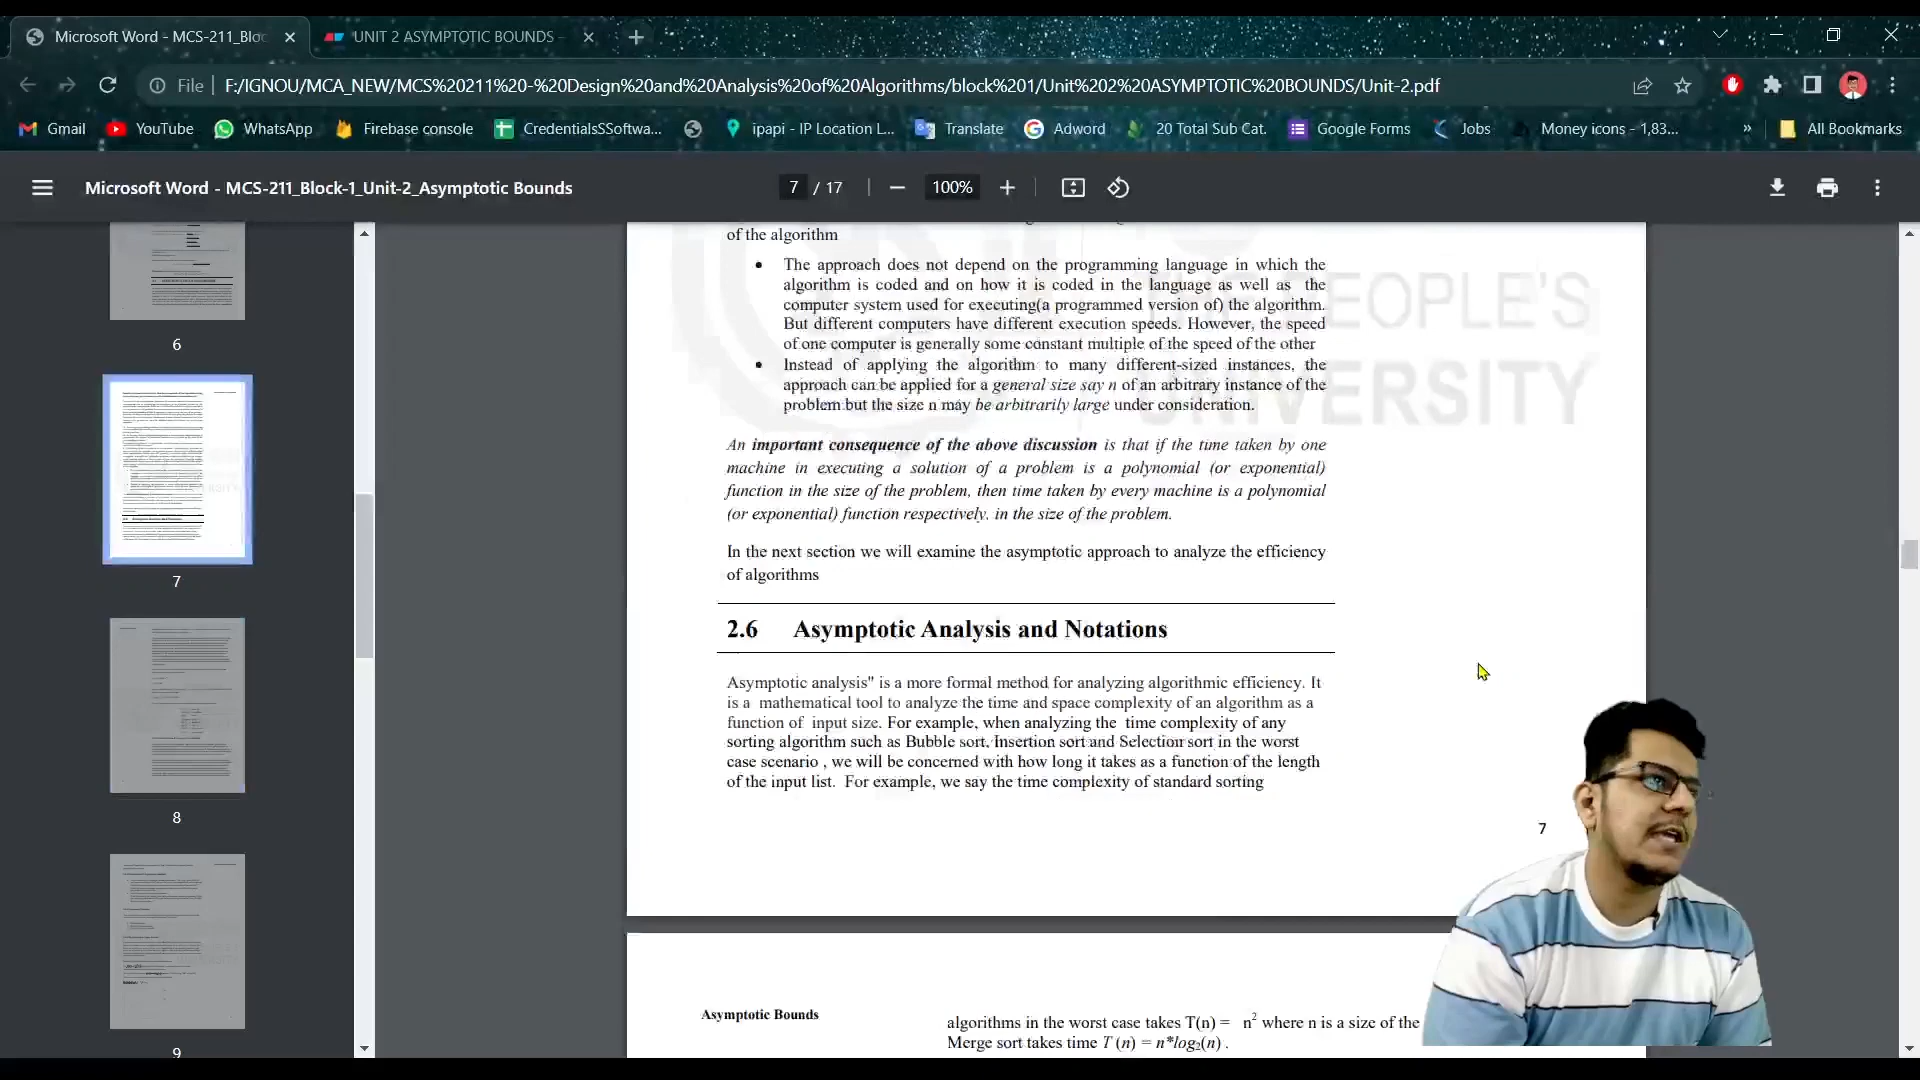 Microsoft Word - MCS-211_Bloc
UNIT 2 ASYMPTOTIC BOUNDS –
File
F:/IGNOU/MCA_NEW/MCS%20211%20-%20Design%20and%20Analysis%20of%20Algorithms/block%201/Unit%202%20ASYMPTOTIC%20BOUNDS/Unit-2.pdf
Gmail YouTube WhatsApp Firebase console CredentialsSSoftwa... ipapi - IP Location L... Translate Adword 20 Total Sub Cat. Google Forms Jobs Money icons - 1,83... » All Bookmarks
Microsoft Word - MCS-211_Block-1_Unit-2_Asymptotic Bounds
7 / 17
100%
6
7
8
9
of the algorithm
• The approach does not depend on the programming language in which the
algorithm is coded and on how it is coded in the language as well as the
computer system used for executing(a programmed version of) the algorithm.
But different computers have different execution speeds. However, the speed
of one computer is generally some constant multiple of the speed of the other
• Instead of applying the algorithm to many different-sized instances, the
approach can be applied for a general size say n of an arbitrary instance of the
problem but the size n may be arbitrarily large under consideration.
PEOPLE'S
UNIVERSITY
An important consequence of the above discussion is that if the time taken by one
machine in executing a solution of a problem is a polynomial (or exponential)
function in the size of the problem, then time taken by every machine is a polynomial
(or exponential) function respectively, in the size of the problem.
In the next section we will examine the asymptotic approach to analyze the efficiency
of algorithms
2.6 Asymptotic Analysis and Notations
Asymptotic analysis" is a more formal method for analyzing algorithmic efficiency. It
is a mathematical tool to analyze the time and space complexity of an algorithm as a
function of input size. For example, when analyzing the time complexity of any
sorting algorithm such as Bubble sort, Insertion sort and Selection sort in the worst
case scenario , we will be concerned with how long it takes as a function of the length
of the input list. For example, we say the time complexity of standard sorting
7
Asymptotic Bounds
algorithms in the worst case takes T(n) = n² where n is a size of the
Merge sort takes time T (n) = n*log₂(n) .